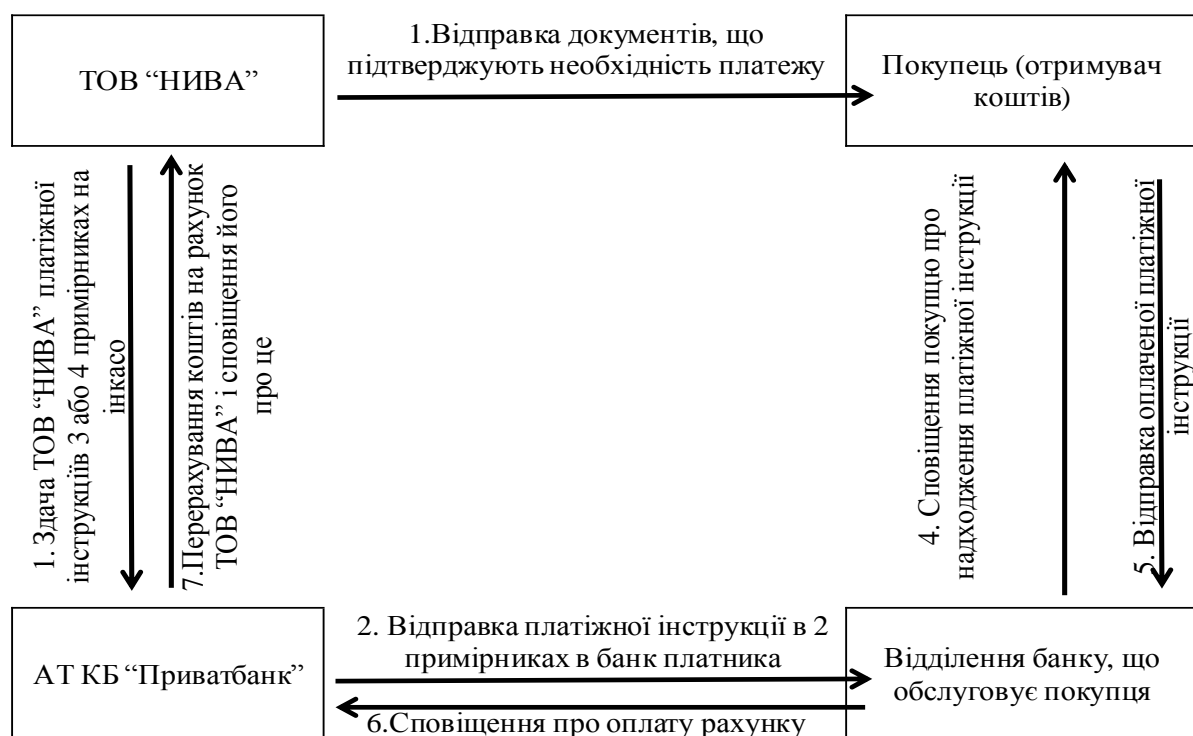 1.Відправка документів, що
підтверджують необхідність платежу
ТОВ “НИВА”
Покупець (отримувач
коштів)
1. Здача ТОВ “НИВА” платіжної
інструкціїв 3 або 4 примірниках на
інкасо
7.Перерахування коштів на рахунок
ТОВ “НИВА” і сповіщення його
про це
4. Сповіщення покупцю про
надходження платіжної інструкції
5. Відправка оплаченої платіжної
інструкції
АТ КБ “Приватбанк”
2. Відправка платіжної інструкції в 2
примірниках в банк платника
6.Сповіщення про оплату рахунку
Відділення банку, що
обслуговує покупця